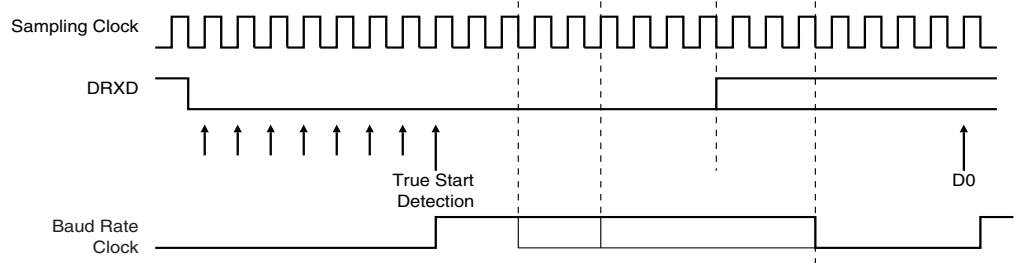 Sampling Clock
DRXD
True Start
Detection
D0
Baud Rate
Clock